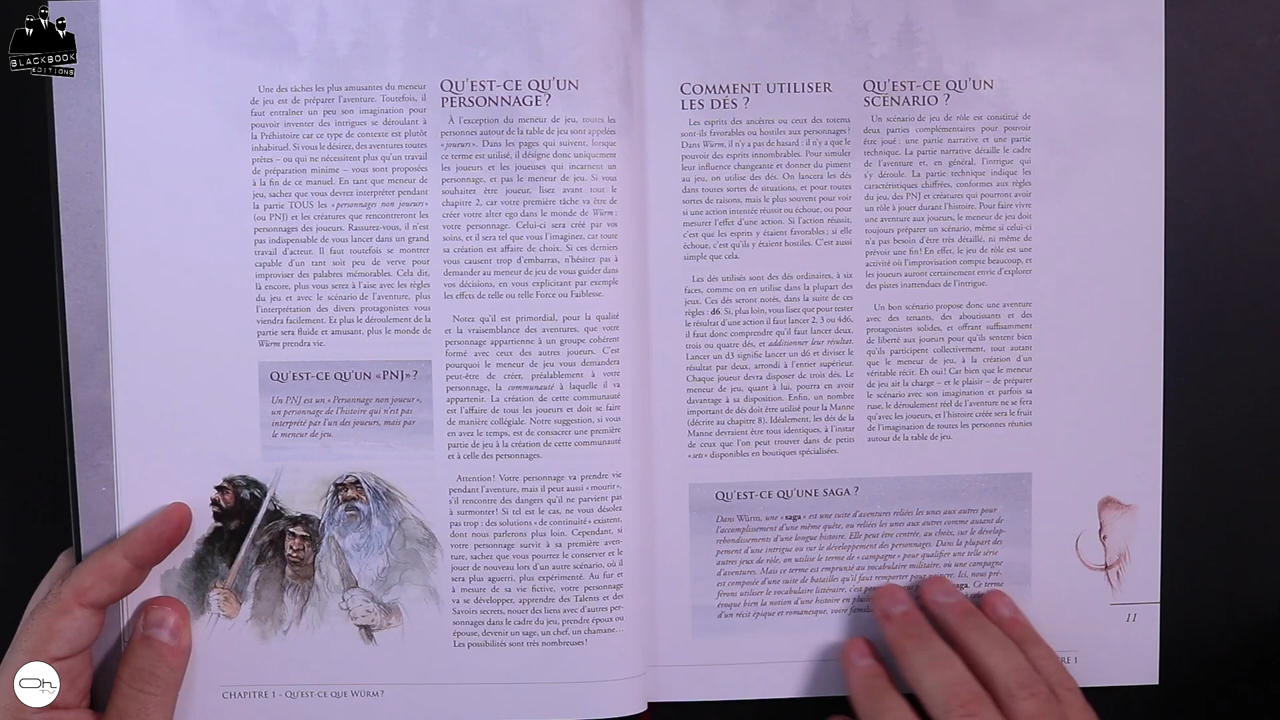 BLACKBOOK
EDITIONS
Une des tâches les plus amusantes du meneur
de jeu est de préparer l'aventure. Toutefois, il
faut entraîner un peu son imagination pour
pouvoir inventer des intrigues se déroulant à
la Préhistoire car ce type de contexte est plutôt
inhabituel. Si vous le désirez, des aventures toutes
prêtes – ou qui ne nécessitent plus qu'un travail
de préparation minime – vous sont proposées
à la fin de ce manuel. En tant que meneur de
jeu, sachez que vous devrez interpréter pendant
la partie TOUS les « personnages non joueurs »
(ou PNJ) et les créatures que rencontreront les
personnages des joueurs. Rassurez-vous, il n'est
pas indispensable de vous lancer dans un grand
travail d'acteur. Il faut toutefois se montrer
capable d'un tant soit peu de verve pour
improviser des palabres mémorables. Cela dit,
là encore, plus vous serez à l'aise avec les règles
du jeu et avec le scénario de l'aventure, plus
l'interprétation des divers protagonistes vous
viendra facilement. Et plus le déroulement de la
partie sera fluide et amusant, plus le monde de
Würm prendra vie.
QU'EST-CE QU'UN «PNJ» ?
Un PNJ est un « Personnage non joueur »,
un personnage de l'histoire qui n'est pas
interprété par l'un des joueurs, mais par
le meneur de jeu.
QU'EST-CE QU'UN
PERSONNAGE?
À l'exception du meneur de jeu, toutes les
personnes autour de la table de jeu sont appelées
« joueurs ». Dans les pages qui suivent, lorsque
ce terme est utilisé, il désigne donc uniquement
les joueurs et les joueuses qui incarnent un
personnage, et pas le meneur de jeu. Si vous
souhaitez être joueur, lisez avant tout le
chapitre 2, car votre première tâche va être de
créer votre alter ego dans le monde de Würm :
votre personnage. Celui-ci sera créé par vos
soins, et il sera tel que vous l'imaginez, car toute
sa création est affaire de choix. Si ces derniers
vous causent trop d'embarras, n'hésitez pas à
demander au meneur de jeu de vous guider dans
vos décisions, en vous explicitant par exemple
les effets de telle ou telle Force ou Faiblesse.
Notez qu'il est primordial, pour la qualité
et la vraisemblance des aventures, que votre
personnage appartienne à un groupe cohérent
formé avec ceux des autres joueurs. C'est
pourquoi le meneur de jeu vous demandera
peut-être de créer, préalablement à votre
personnage, la communauté à laquelle il va
appartenir. La création de cette communauté
est l'affaire de tous les joueurs et doit se faire
de manière collégiale. Notre suggestion, si vous
en avez le temps, est de consacrer une première
partie de jeu à la création de cette communauté
et à celle des personnages.
Attention ! Votre personnage va prendre vie
pendant l'aventure, mais il peut aussi « mourir »,
s'il rencontre des dangers qu'il ne parvient pas
à surmonter ! Si tel est le cas, ne vous désolez
pas trop : des solutions « de continuité » existent,
dont nous parlerons plus loin. Cependant, si
votre personnage survit à sa première aven-
ture, sachez que vous pourrez le conserver et le
jouer de nouveau lors d'un autre scénario, où il
sera plus aguerri, plus expérimenté. Au fur et
à mesure de sa vie fictive, votre personnage
va se développer, apprendre des Talents et des
Savoirs secrets, nouer des liens avec d'autres per-
sonnages dans le cadre du jeu, prendre époux ou
épouse, devenir un sage, un chef, un chamane…
Les possibilités sont très nombreuses !
CHAPITRE 1 - QU'EST-CE QUE WÜRM ?
COMMENT UTILISER
LES DÉS ?
Les esprits des ancêtres ou ceux des totems
sont-ils favorables ou hostiles aux personnages ?
Dans Würm, il n'y a pas de hasard : il n'y a que le
pouvoir des esprits innombrables. Pour simuler
leur influence changeante et donner du piment
au jeu, on utilise des dés. On lancera les dés
dans toutes sortes de situations, et pour toutes
sortes de raisons, mais le plus souvent pour voir
si une action intentée réussit ou échoue, ou pour
mesurer l'effet d'une action. Si l'action réussit,
c'est que les esprits y étaient favorables ; si elle
échoue, c'est qu'ils y étaient hostiles. C'est aussi
simple que cela.
Les dés utilisés sont des dés ordinaires, à six
faces, comme on en utilise dans la plupart des
jeux. Ces dés seront notés, dans la suite de ces
règles : d6. Si, plus loin, vous lisez que pour tester
le résultat d'une action il faut lancer 2, 3 ou 4d6,
il faut donc comprendre qu'il faut lancer deux,
trois ou quatre dés, et additionner leur résultat.
Lancer un d3 signifie lancer un d6 et diviser le
résultat par deux, arrondi à l'entier supérieur.
Chaque joueur devra disposer de trois dés. Le
meneur de jeu, quant à lui, pourra en avoir
davantage à sa disposition. Enfin, un nombre
important de dés doit être utilisé pour la Manne
(décrite au chapitre 8). Idéalement, les dés de la
Manne devraient être tous identiques, à l'instar
de ceux que l'on peut trouver dans de petits
« sets » disponibles en boutiques spécialisées.
QU'EST-CE QU'UN
SCÉNARIO ?
Un scénario de jeu de rôle est constitué de
deux parties complémentaires pour pouvoir
être joué : une partie narrative et une partie
technique. La partie narrative détaille le cadre
de l'aventure et, en général, l'intrigue qui
s'y déroule. La partie technique indique les
caractéristiques chiffrées, conformes aux règles
du jeu, des PNJ et créatures qui pourront avoir
un rôle à jouer durant l'histoire. Pour faire vivre
une aventure aux joueurs, le meneur de jeu doit
toujours préparer un scénario, même si celui-ci
n'a pas besoin d'être très détaillé, ni même de
prévoir une fin ! En effet, le jeu de rôle est une
activité où l'improvisation compte beaucoup, et
les joueurs auront certainement envie d'explorer
des pistes inattendues de l'intrigue.
Un bon scénario propose donc une aventure
avec des tenants, des aboutissants et des
protagonistes solides, et offrant suffisamment
de liberté aux joueurs pour qu'ils sentent bien
qu'ils participent collectivement, tout autant
que le meneur de jeu, à la création d'un
véritable récit. Eh oui ! Car bien que le meneur
de jeu ait la charge – et le plaisir – de préparer
le scénario avec son imagination et parfois sa
ruse, le déroulement réel de l'aventure ne se fera
qu'avec les joueurs, et l'histoire créée sera le fruit
de l'imagination de toutes les personnes réunies
autour de la table de jeu.
QU'EST-CE QU'UNE SAGA ?
Dans Würm, une « saga » est une suite d'aventures reliées les unes aux autres pour
l'accomplissement d'une même quête, ou reliées les unes aux autres comme autant de
rebondissements d'une longue histoire. Elle peut être centrée, au choix, sur le dévelop-
pement d'une intrigue ou sur le développement des personnages. Dans la plupart des
autres jeux de rôle, on utilise le terme de « campagne » pour qualifier une telle série
d'aventures. Mais ce terme est emprunté au vocabulaire militaire, où une campagne
est composée d'une suite de batailles qu'il faut remporter pour Ici, nous pré-
férons utiliser le vocabulaire littéraire, c'est saga. Ce terme
évoque bien la notion d'une histoire en
d'un récit épique et romanesque, voire
11
RE 1
Oh
TV